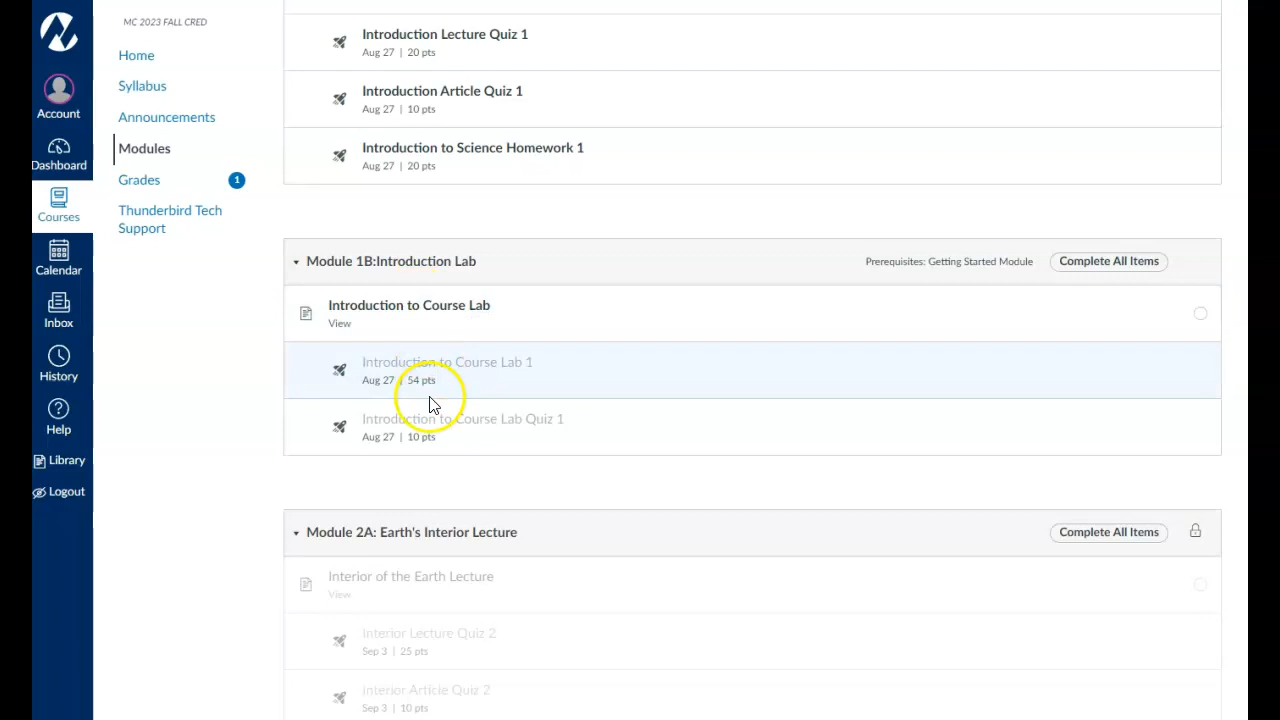 MC 2023 FALL CRED
Home
Syllabus
Announcements
Modules
Grades 1
Thunderbird Tech
Support
Account
Dashboard
Courses
Calendar
Inbox
History
Help
Library
Logout
Introduction Lecture Quiz 1
Aug 27 | 20 pts
Introduction Article Quiz 1
Aug 27 | 10 pts
Introduction to Science Homework 1
Aug 27 | 20 pts
Module 1B:Introduction Lab Prerequisites: Getting Started Module Complete All Items
Introduction to Course Lab
View
Introduction to Course Lab 1
Aug 27 | 54 pts
Introduction to Course Lab Quiz 1
Aug 27 | 10 pts
Module 2A: Earth's Interior Lecture Complete All Items
Interior of the Earth Lecture
View
Interior Lecture Quiz 2
Sep 3 | 25 pts
Interior Article Quiz 2
Sep 3 | 10 pts